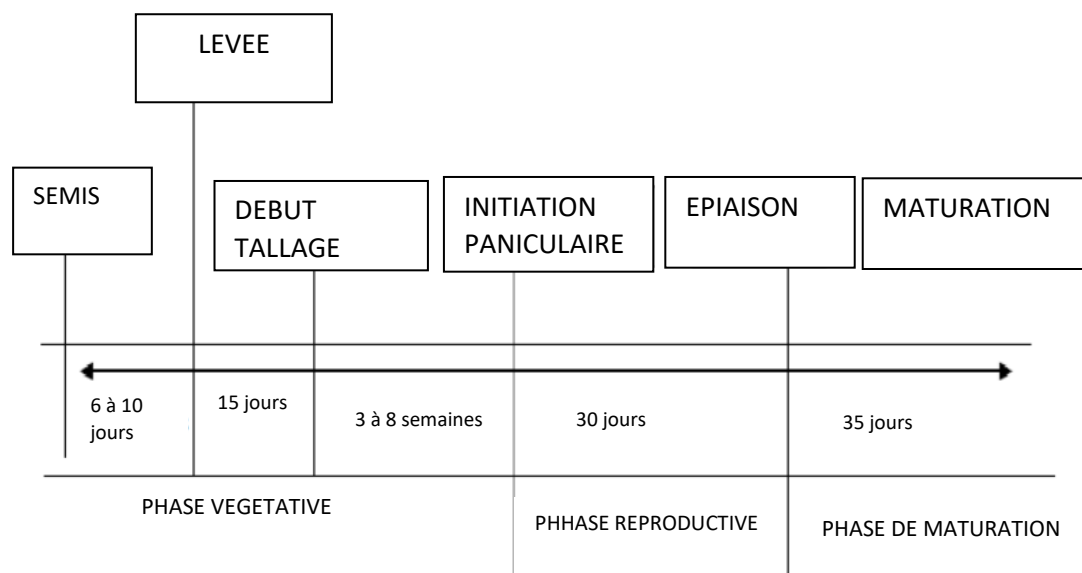 LEVEE
SEMIS
DEBUT
TALLAGE
INITIATION
PANICULAIRE
EPIAISON
MATURATION
6 à 10
jours
15 jours
3 à 8 semaines
30 jours
35 jours
PHASE VEGETATIVE
PHHASE REPRODUCTIVE
PHASE DE MATURATION